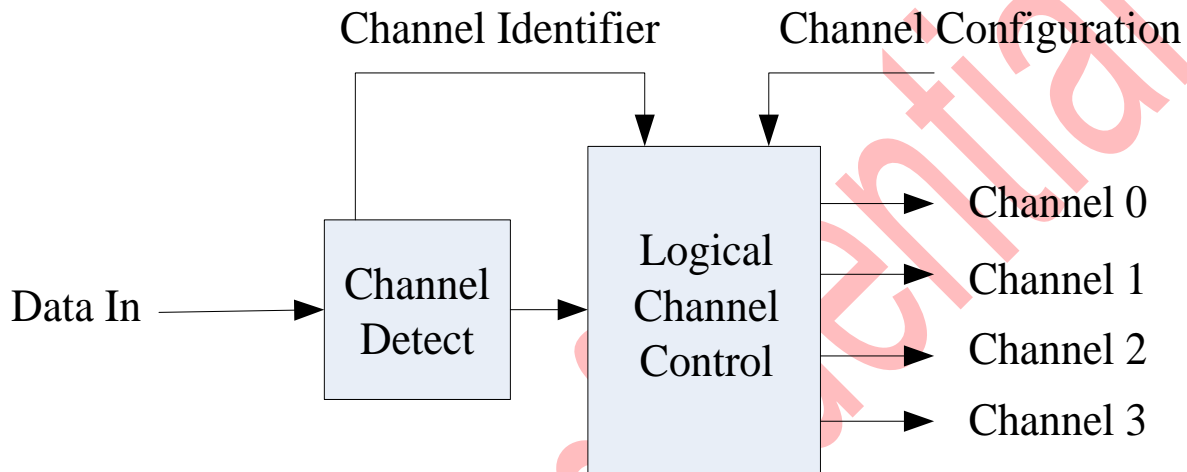 Channel Identifier
Channel Configuration
Channel 0
Logical
Channel
Control
Channel
Detect
Channel 1
Data In
Channel 2
Channel 3